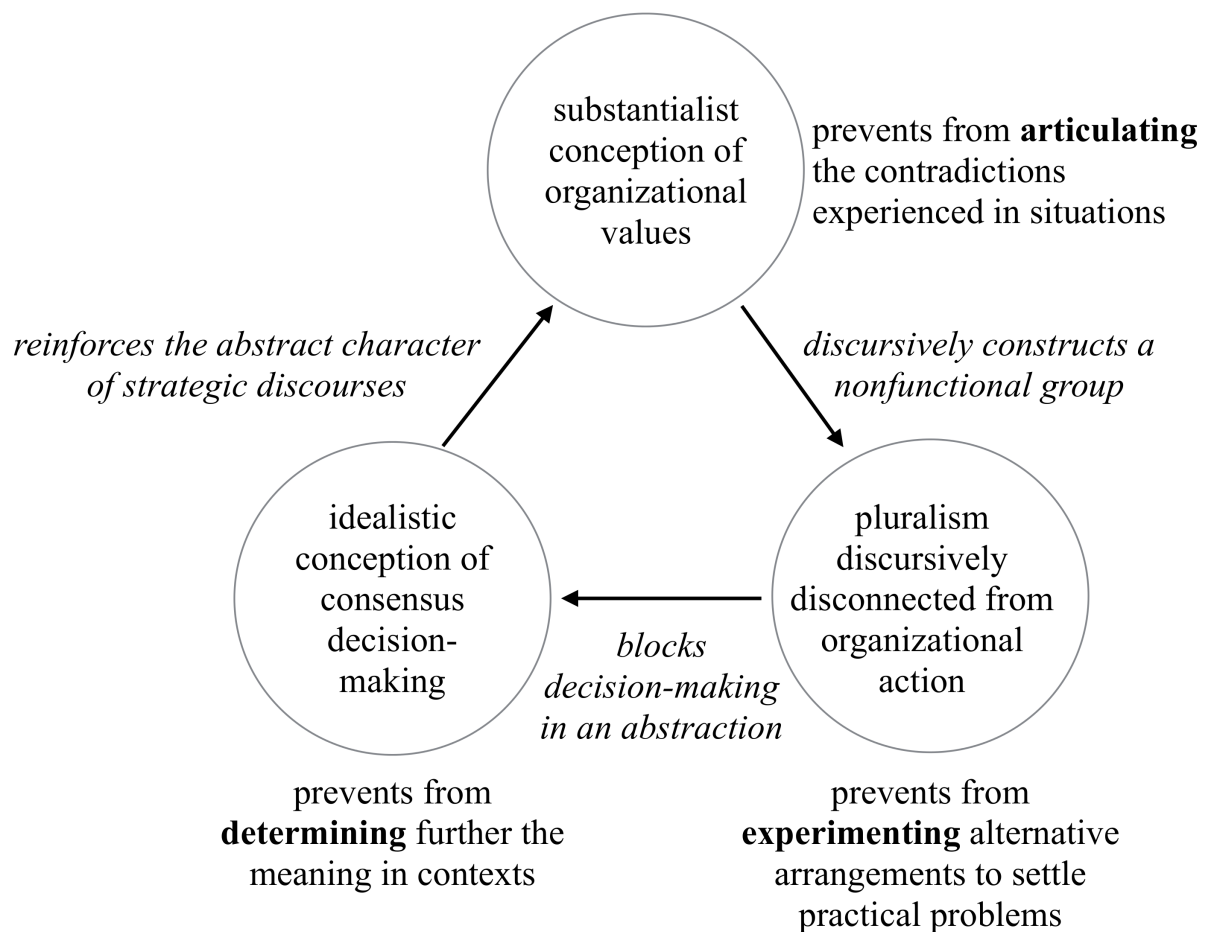 substantialist
conception of
organizational
values
prevents from articulating
the contradictions
experienced in situations
reinforces the abstract character
of strategic discourses
discursively constructs a
nonfunctional group
idealistic
conception of
consensus
decision-
making
pluralism
discursively
disconnected from
organizational
action
blocks
decision-making
in an abstraction
prevents from
determining further the
meaning in contexts
prevents from
experimenting alternative
arrangements to settle
practical problems